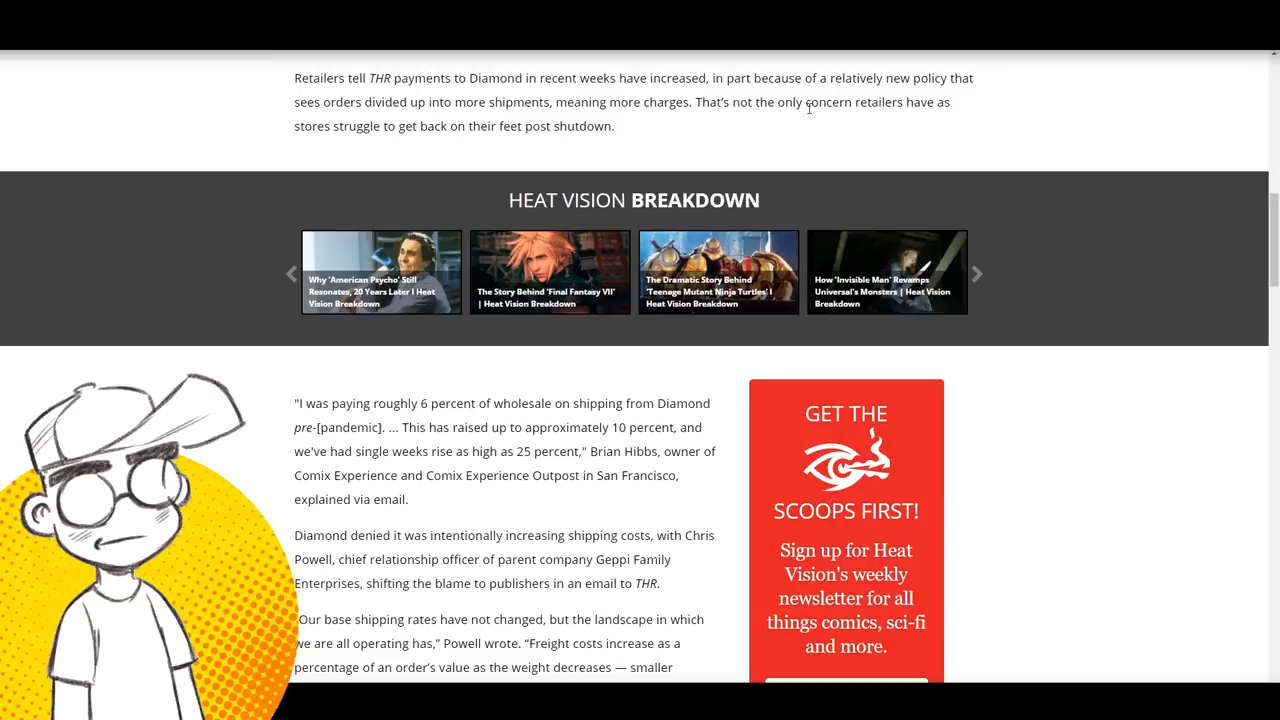 Retailers tell THR payments to Diamond in recent weeks have increased, in part because of a relatively new policy that
sees orders divided up into more shipments, meaning more charges. That's not the only concern retailers have as
stores struggle to get back on their feet post shutdown.
HEAT VISION BREAKDOWN
Why 'American Psycho' Still
Resonates, 20 Years Later | Heat
Vision Breakdown
The Story Behind 'Final Fantasy VII'
| Heat Vision Breakdown
The Dramatic Story Behind
'Teenage Mutant Ninja Turtles' |
Heat Vision Breakdown
How 'Invisible Man' Revamps
Universal's Monsters | Heat Vision
Breakdown
"I was paying roughly 6 percent of wholesale on shipping from Diamond
pre-[pandemic]. ... This has raised up to approximately 10 percent, and
we've had single weeks rise as high as 25 percent," Brian Hibbs, owner of
Comix Experience and Comix Experience Outpost in San Francisco,
explained via email.
Diamond denied it was intentionally increasing shipping costs, with Chris
Powell, chief relationship officer of parent company Geppi Family
Enterprises, shifting the blame to publishers in an email to THR.
Our base shipping rates have not changed, but the landscape in which
we are all operating has,” Powell wrote. “Freight costs increase as a
percentage of an order’s value as the weight decreases — smaller
GET THE
SCOOPS FIRST!
Sign up for Heat
Vision's weekly
newsletter for all
things comics, sci-fi
and more.